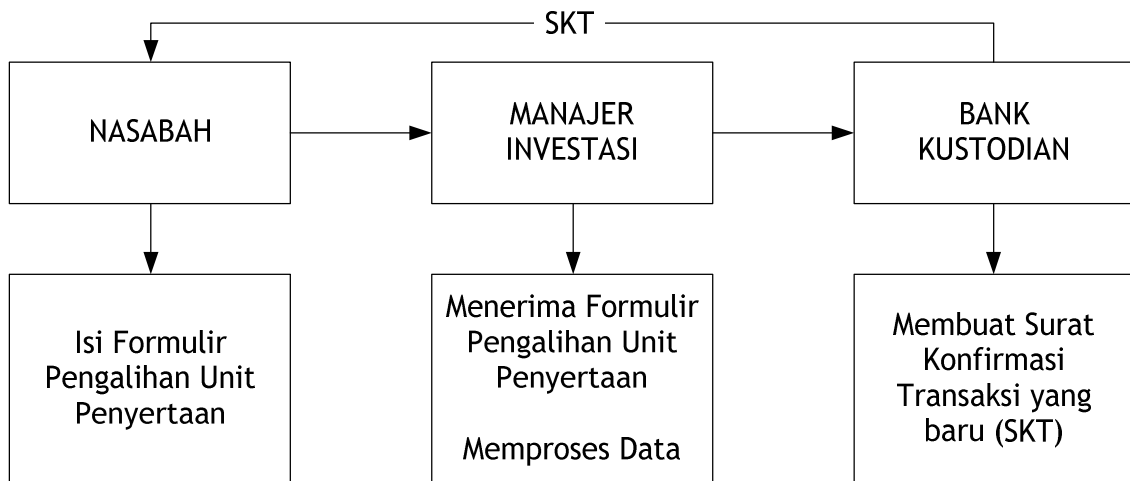 SKT
NASABAH
MANAJER
INVESTASI
BANK
KUSTODIAN
Isi Formulir
Pengalihan Unit
Penyertaan
Menerima Formulir
Pengalihan Unit
Penyertaan
Memproses Data
Membuat Surat
Konfirmasi
Transaksi yang
baru (SKT)